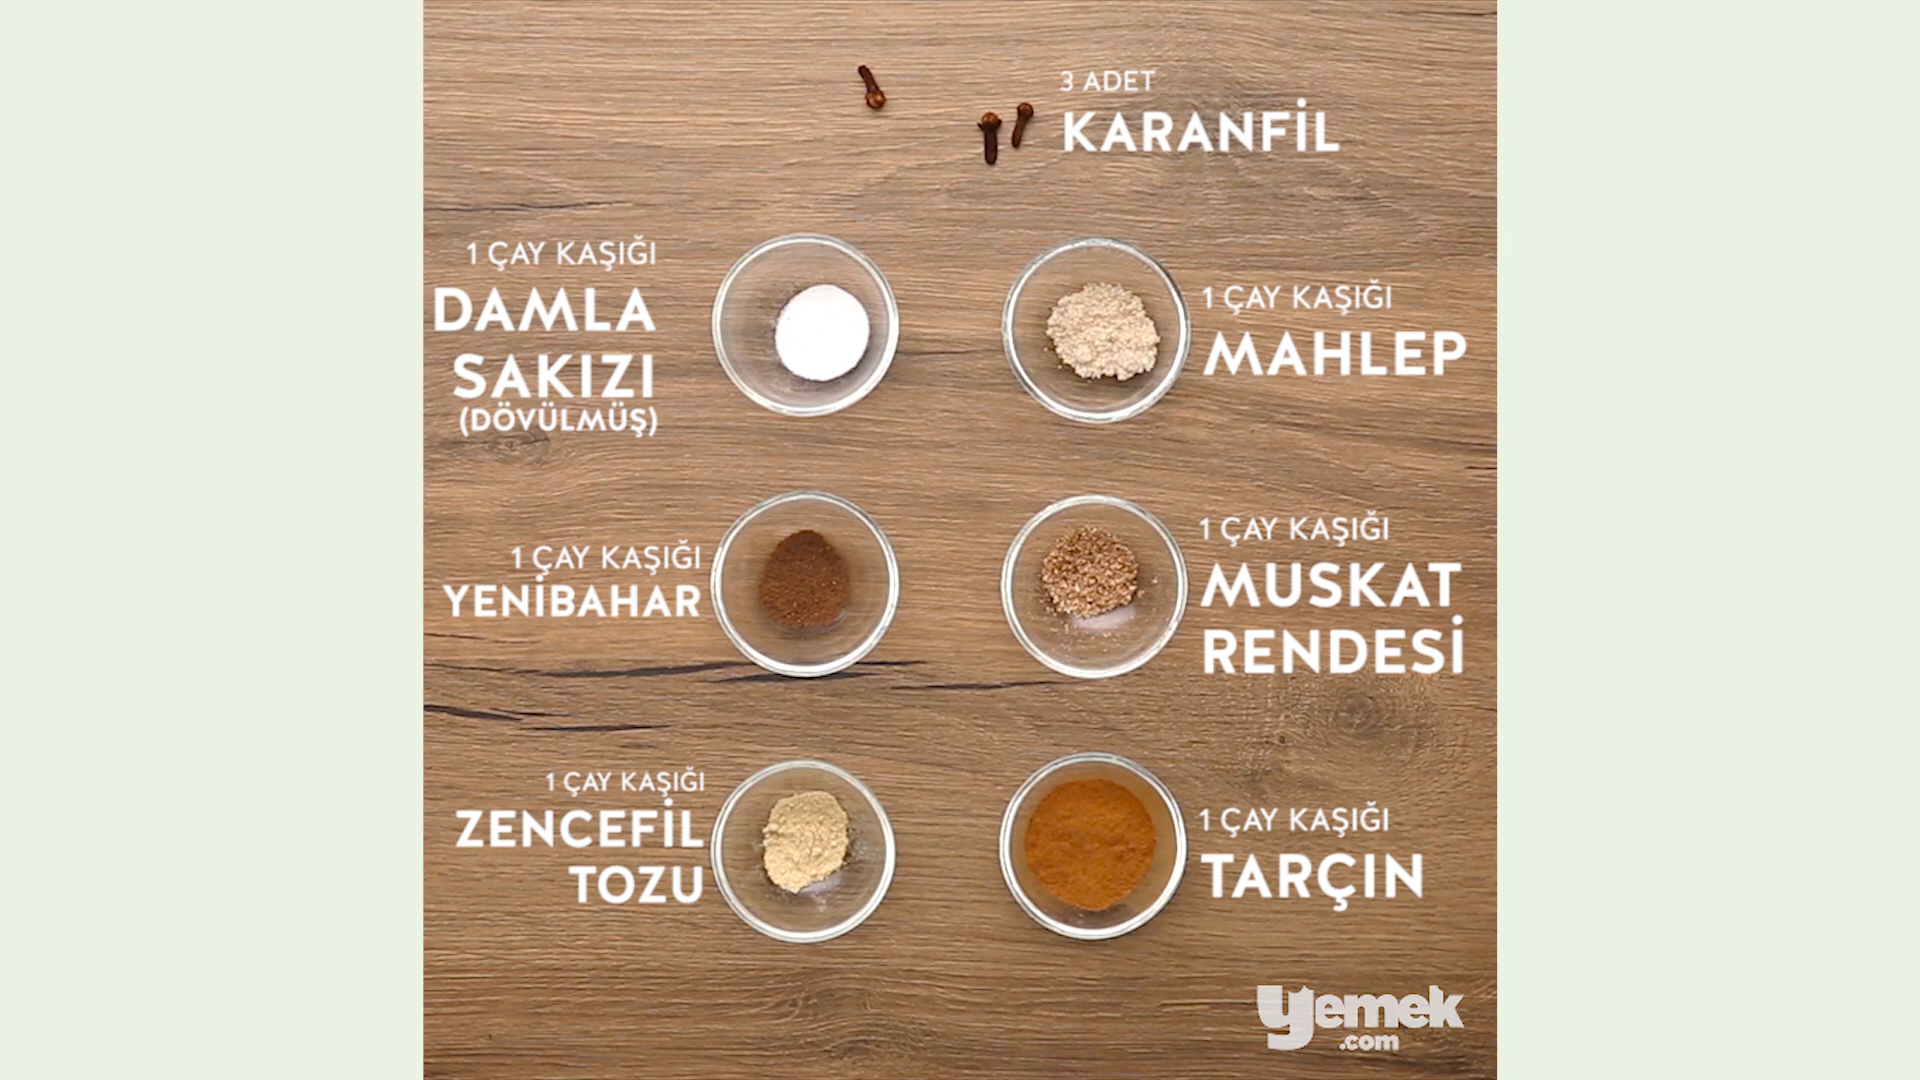 3 ADET
KARANFİL
1 ÇAY KAŞIĞI
DAMLA
SAKIZI
(DÖVÜLMÜŞ)
1 ÇAY KAŞIĞI
MAHLEP
1 ÇAY KAŞIĞI
YENİBAHAR
1 ÇAY KAŞIĞI
MUSKAT
RENDESİ
1 ÇAY KAŞIĞI
ZENCEFİL
TOZU
1 ÇAY KAŞIĞI
TARÇIN
yemek
.com